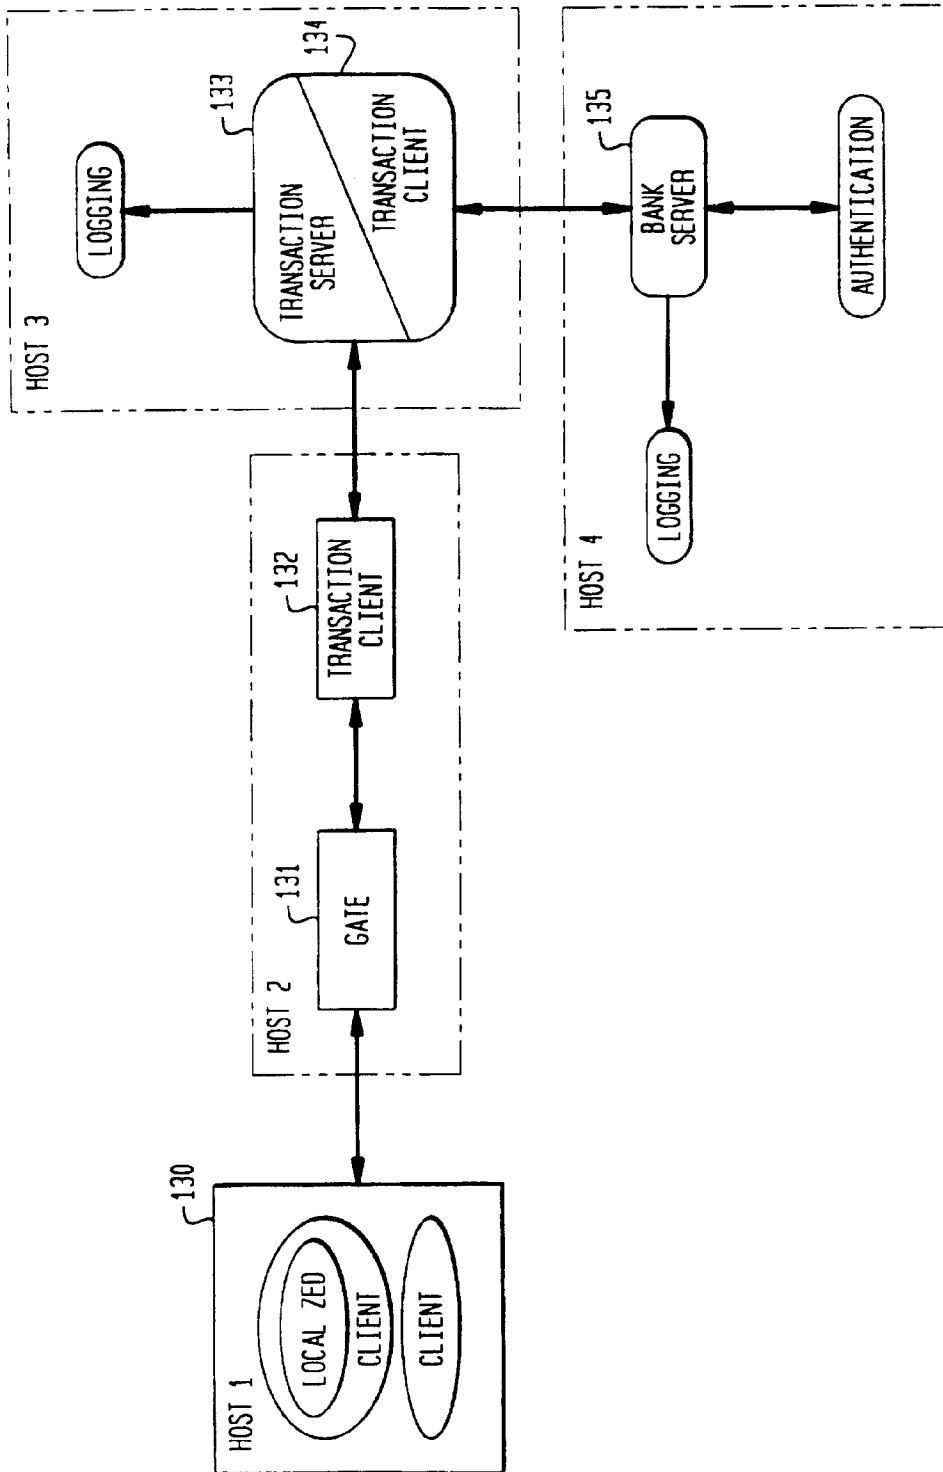 HOST 1
130
LOCAL ZED
CLIENT
CLIENT
HOST 2
131
GATE
132
TRANSACTION
CLIENT
HOST 3
LOGGING
133
TRANSACTION
SERVER
134
TRANSACTION
CLIENT
HOST 4
LOGGING
135
BANK
SERVER
AUTHENTICATION